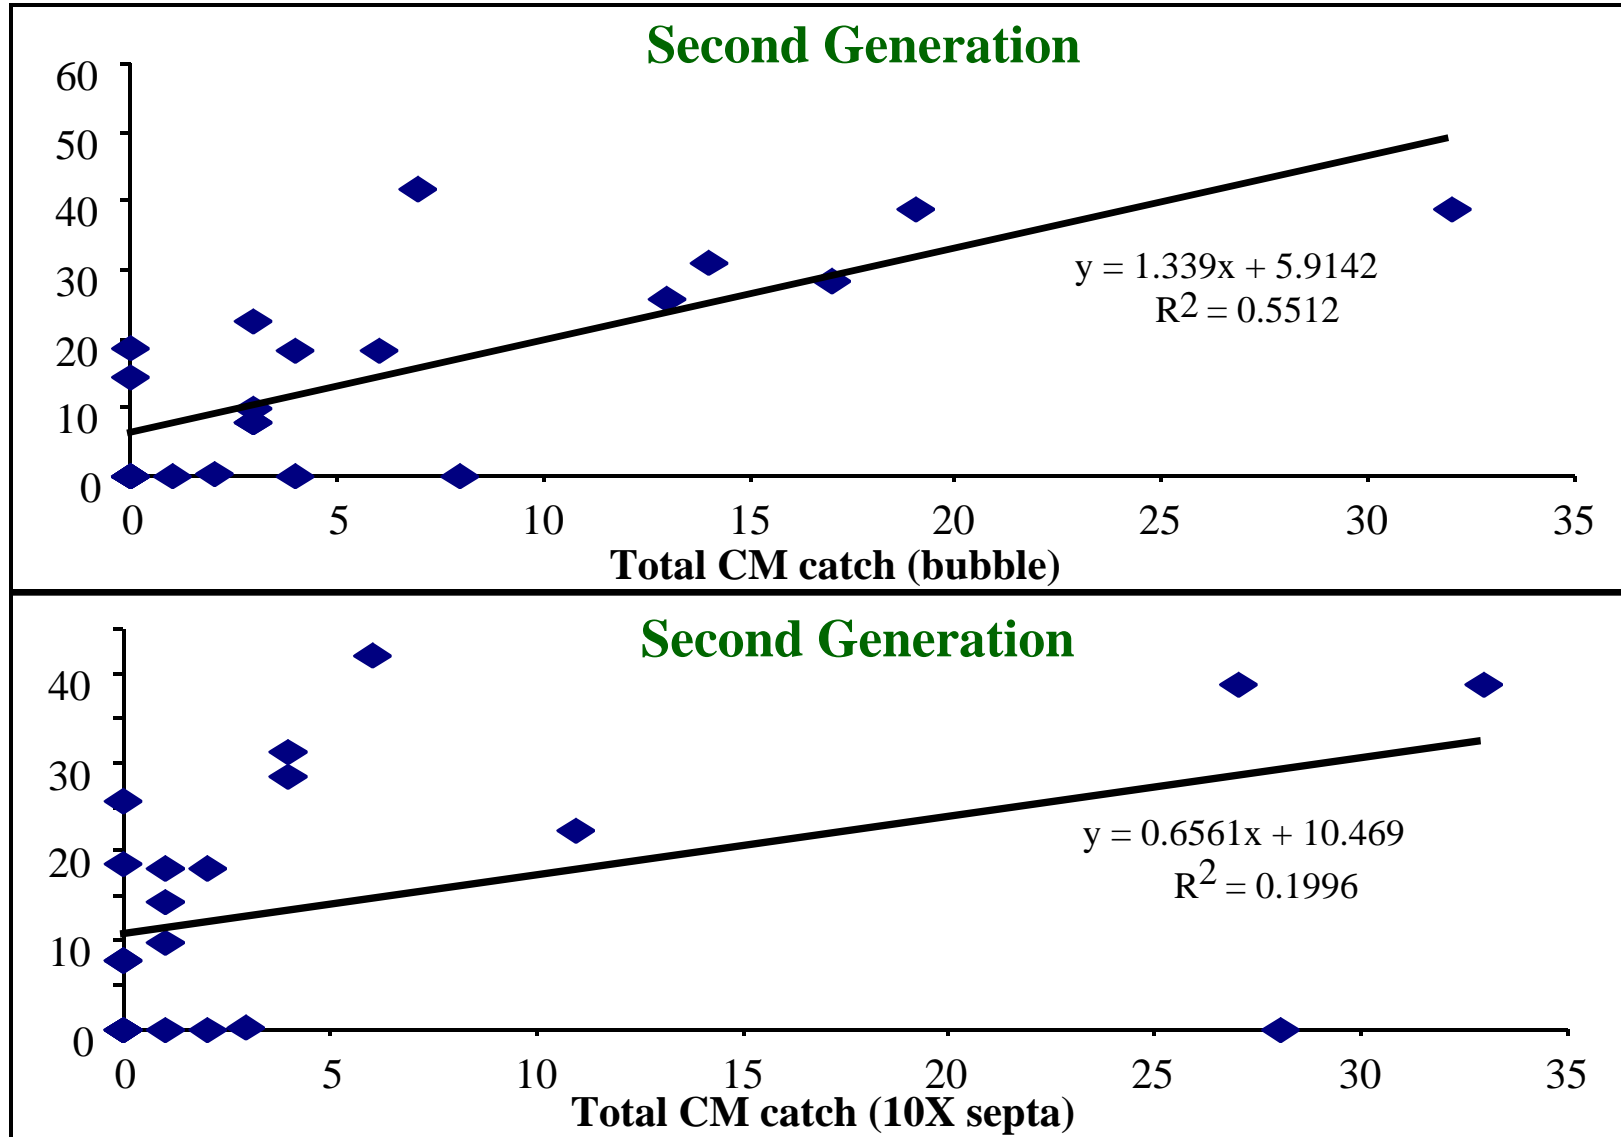 Second Generation
60
50
40
30
20
10
0
0 5 10 15 20 25 30 35
Total CM catch (bubble)
y = 1.339x + 5.9142
R2 = 0.5512
Second Generation
40
30
20
10
0
0 5 10 15 20 25 30 35
Total CM catch (10X septa)
y = 0.6561x + 10.469
R2 = 0.1996